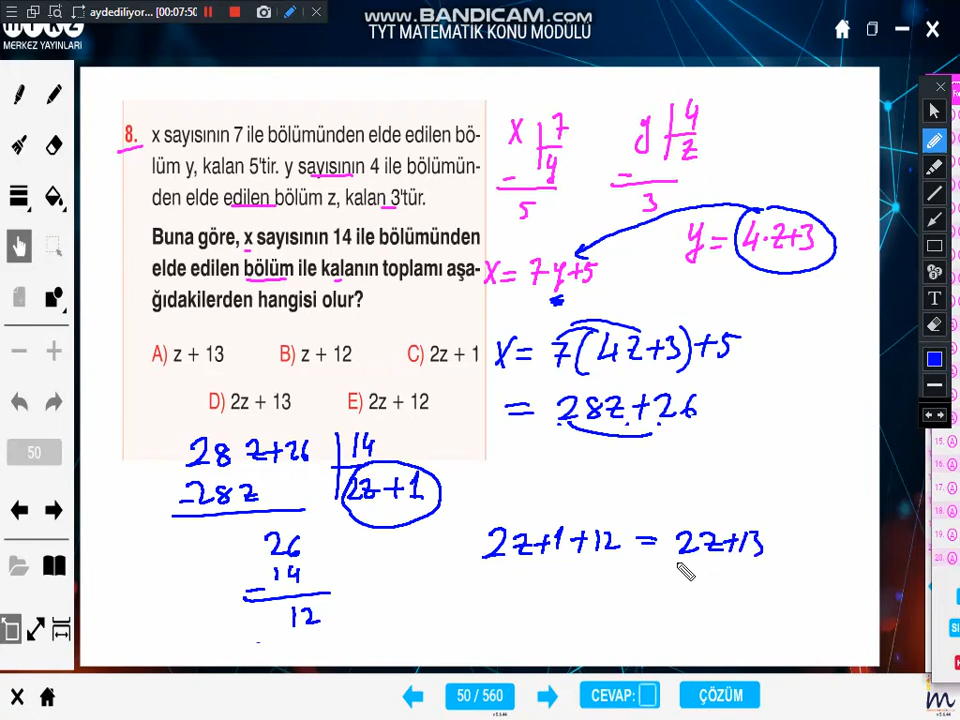 aydediliyor... [00:07:50]
www.BANDICAM.com
MERKEZ YAYINLARI
TYT MATEMATİK KONU MODULU
8. x sayısının 7 ile bölümünden elde edilen bö-
lüm y, kalan 5'tir. y sayısının 4 ile bölümün-
den elde edilen bölüm z, kalan 3'tür.
Buna göre, x sayısının 14 ile bölümünden
elde edilen bölüm ile kalanın toplamı aşa-
ğıdakilerden hangisi olur?
A) z + 13 B) z + 12 C) 2z + 1
D) 2z + 13 E) 2z + 12
x 7
y
-
5
y 4
z
-
3
y = 4·z+3
x = 7y+5
x = 7(4z+3)+5
= 28z+26
28 z+26 14
-28z 2z+1
26
-14
12
2z+1+12 = 2z+13
50
50 / 560
CEVAP:
ÇÖZÜM